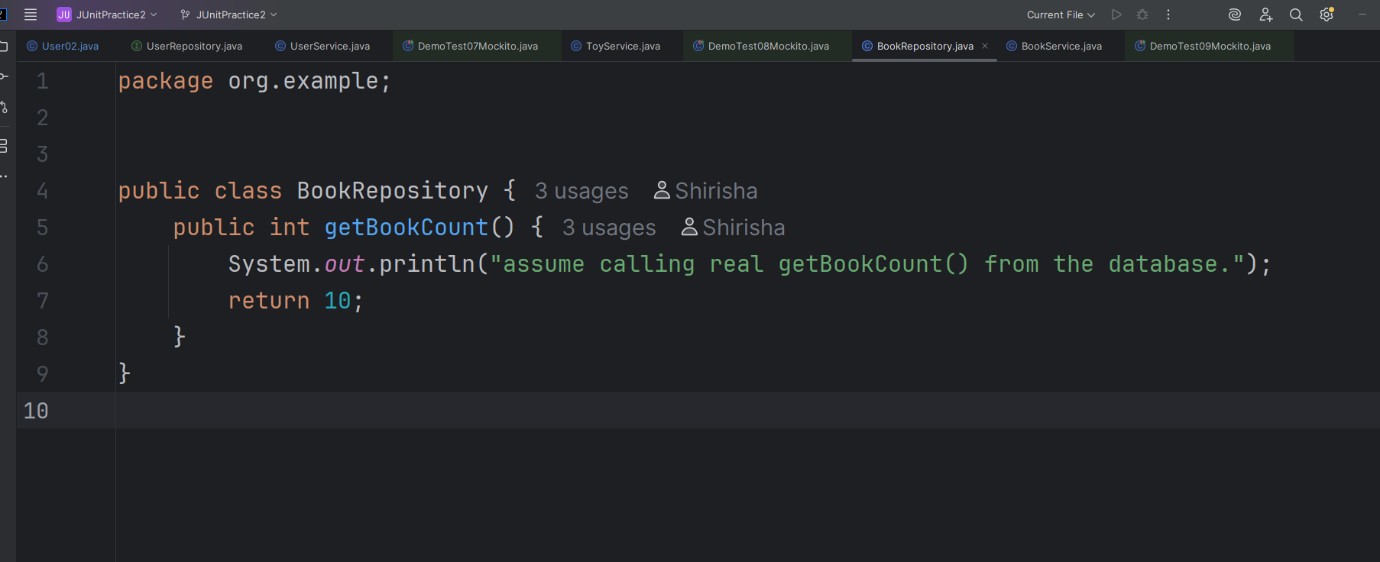 JU JUnitPractice2 JUnitPractice2 Current File
User02.java UserRepository.java UserService.java DemoTest07Mockito.java ToyService.java DemoTest08Mockito.java BookRepository.java BookService.java DemoTest09Mockito.java
1 package org.example;
2
3
4 public class BookRepository { 3 usages Shirisha
5 public int getBookCount() { 3 usages Shirisha
6 System.out.println("assume calling real getBookCount() from the database.");
7 return 10;
8 }
9 }
10